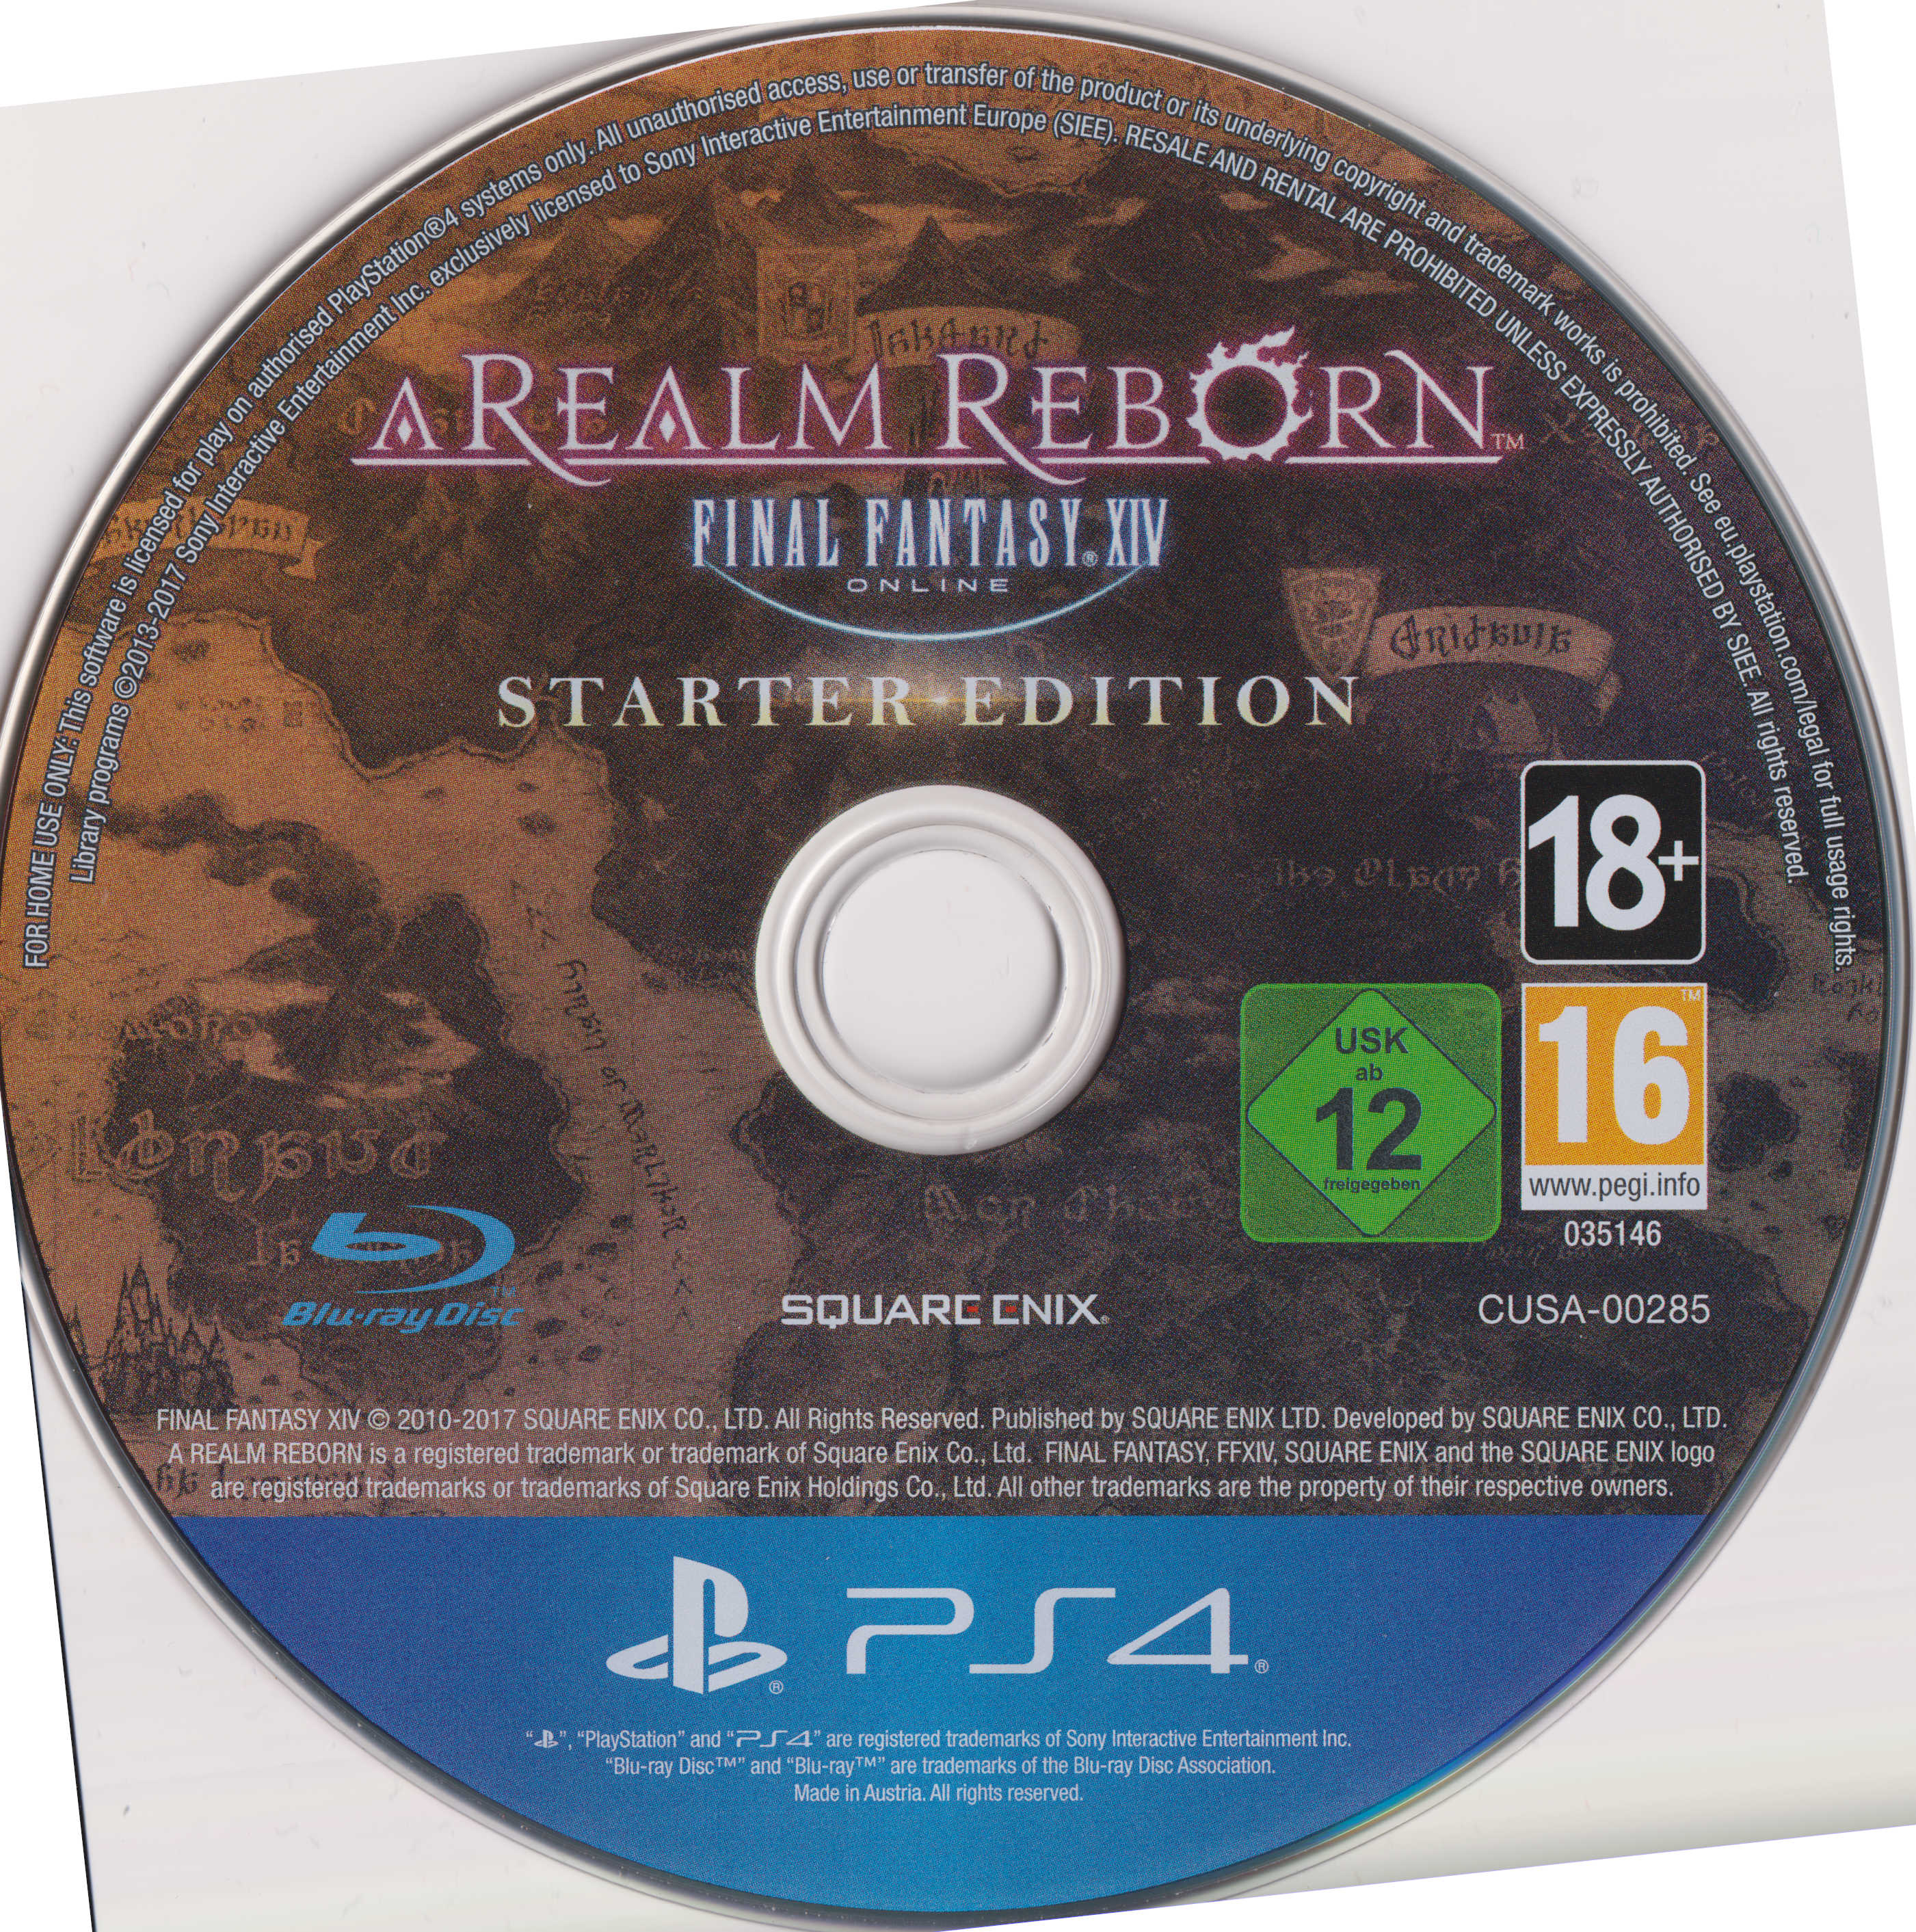 FOR HOME USE ONLY: This software is licensed for play on authorised PlayStation®4 systems only. All unauthorised access, use or transfer of the product or its underlying copyright and trademark works is prohibited. See eu.playstation.com/legal for full usage rights.
Library programs ©2013-2017 Sony Interactive Entertainment Inc. exclusively licensed to Sony Interactive Entertainment Europe (SIEE). RESALE AND RENTAL ARE PROHIBITED UNLESS EXPRESSLY AUTHORISED BY SIEE. All rights reserved.
A REALM REBORN™
FINAL FANTASY® XIV
ONLINE
STARTER EDITION
18+
USK
ab
12
freigegeben
16™
www.pegi.info
035146
Blu-ray Disc™
SQUARE ENIX®
CUSA-00285
FINAL FANTASY XIV © 2010-2017 SQUARE ENIX CO., LTD. All Rights Reserved. Published by SQUARE ENIX LTD. Developed by SQUARE ENIX CO., LTD.
A REALM REBORN is a registered trademark or trademark of Square Enix Co., Ltd. FINAL FANTASY, FFXIV, SQUARE ENIX and the SQUARE ENIX logo
are registered trademarks or trademarks of Square Enix Holdings Co., Ltd. All other trademarks are the property of their respective owners.
PS4®
“PS”, “PlayStation” and “PS4” are registered trademarks of Sony Interactive Entertainment Inc.
“Blu-ray Disc™” and “Blu-ray™” are trademarks of the Blu-ray Disc Association.
Made in Austria. All rights reserved.